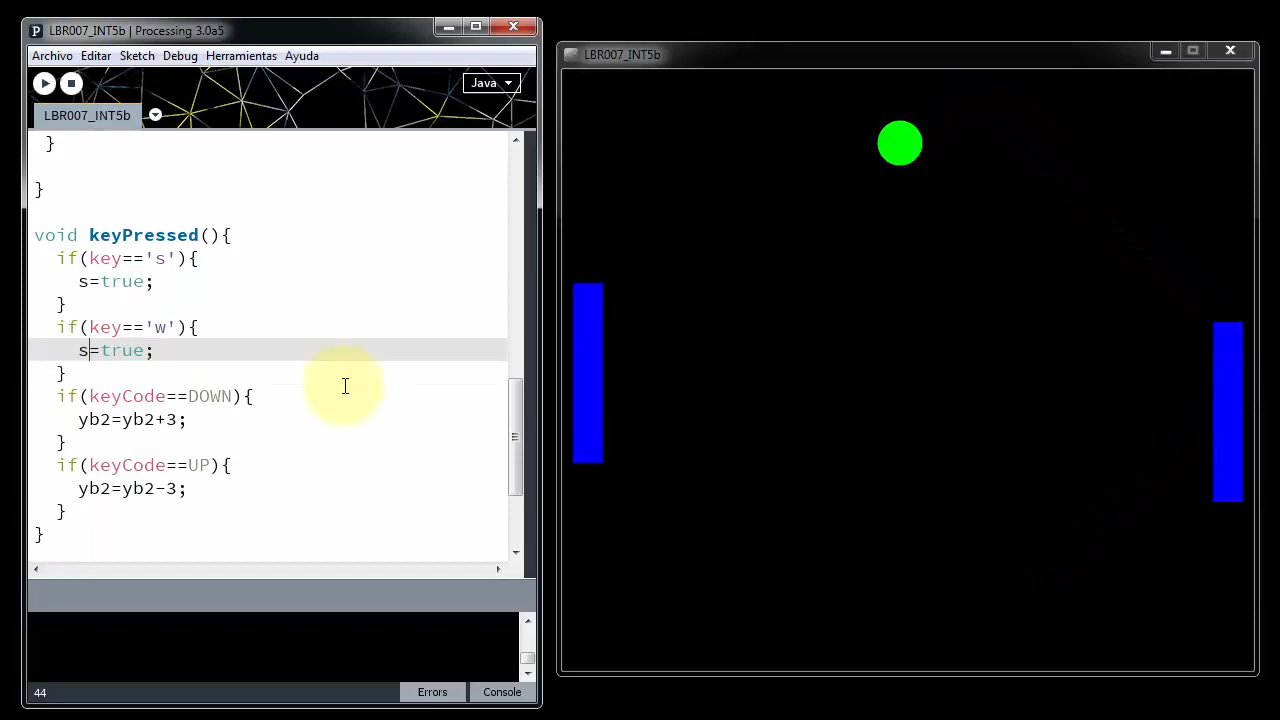 LBR007_INT5b | Processing 3.0a5
Archivo Editar Sketch Debug Herramientas Ayuda
Java
LBR007_INT5b
}
}
void keyPressed(){
if(key=='s'){
s=true;
}
if(key=='w'){
s=true;
}
if(keyCode==DOWN){
yb2=yb2+3;
}
if(keyCode==UP){
yb2=yb2-3;
}
}
44
Errors
Console
LBR007_INT5b